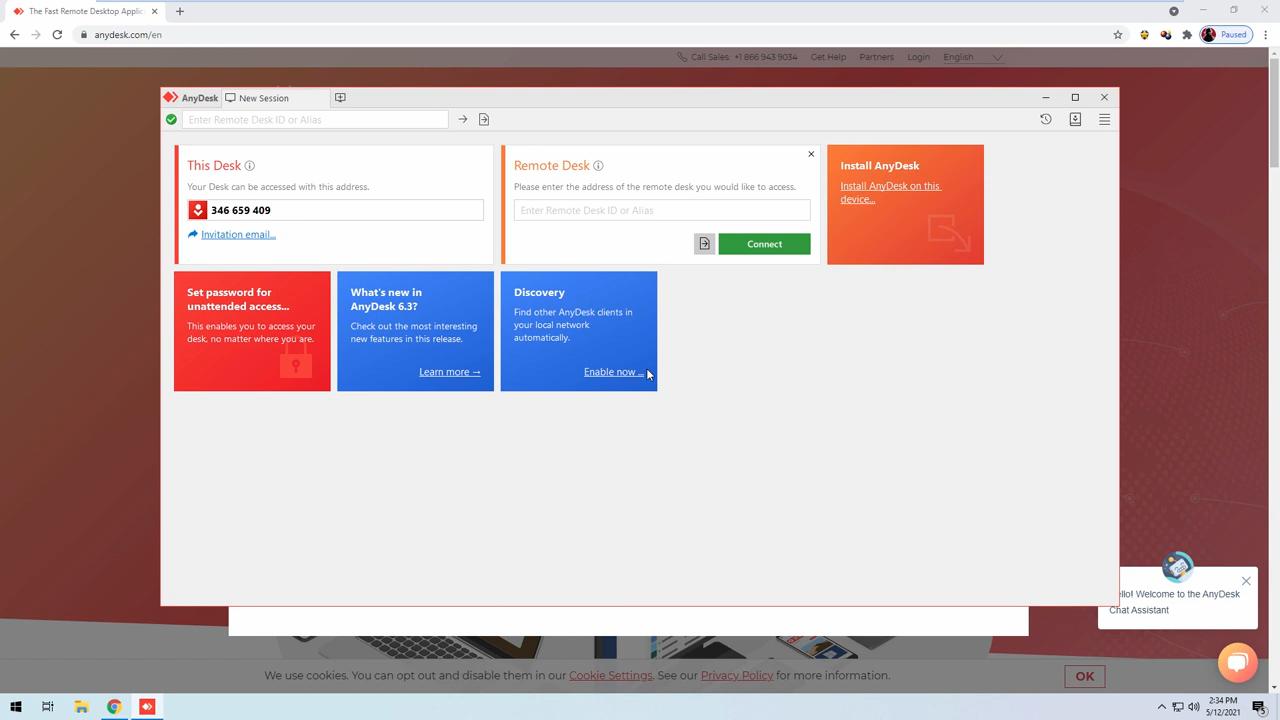 The Fast Remote Desktop Applic
Paused
anydesk.com/en
Call Sales: +1 866 943 9034 Get Help Partners Login English
AnyDesk New Session
Enter Remote Desk ID or Alias
This Desk
Your Desk can be accessed with this address.
346 659 409
Invitation email...
Remote Desk
Please enter the address of the remote desk you would like to access.
Enter Remote Desk ID or Alias
Connect
Install AnyDesk
Install AnyDesk on this
device...
Set password for
unattended access...
This enables you to access your
desk, no matter where you are.
What's new in
AnyDesk 6.3?
Check out the most interesting
new features in this release.
Learn more →
Discovery
Find other AnyDesk clients in
your local network
automatically.
Enable now ...
ello! Welcome to the AnyDesk
Chat Assistant
We use cookies. You can opt out and disable them in our Cookie Settings. See our Privacy Policy for more information.
OK
2:34 PM
5/12/2021
5